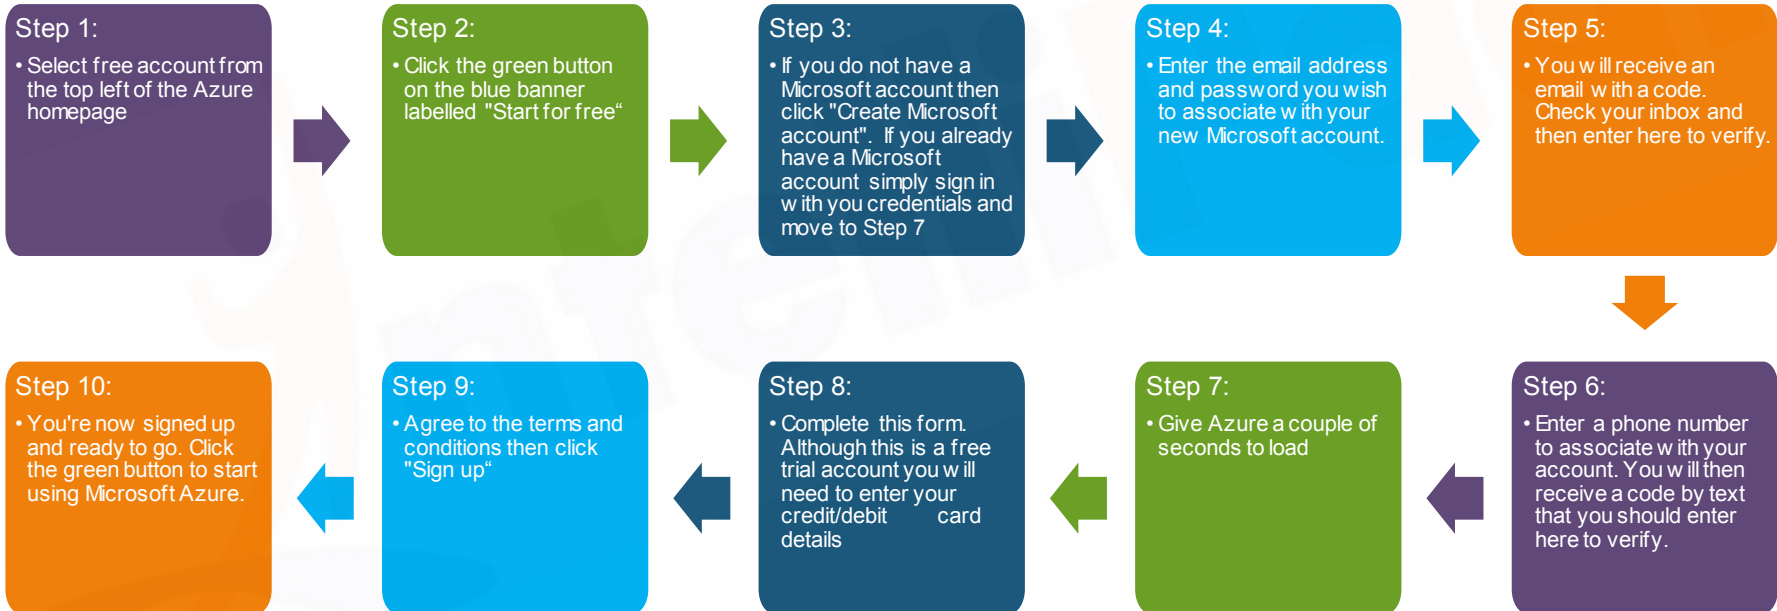 Step 1:
• Select free account from
the top left of the Azure
homepage
Step 2:
• Click the green button
on the blue banner
labelled "Start for free“
Step 3:
• If you do not have a
Microsoft account then
click "Create Microsoft
account". If you already
have a Microsoft
account simply sign in
with you credentials and
move to Step 7
Step 4:
• Enter the email address
and password you wish
to associate with your
new Microsoft account.
Step 5:
• You will receive an
email with a code.
Check your inbox and
then enter here to verify.
Step 6:
• Enter a phone number
to associate with your
account. You will then
receive a code by text
that you should enter
here to verify.
Step 7:
• Give Azure a couple of
seconds to load
Step 8:
• Complete this form.
Although this is a free
trial account you will
need to enter your
credit/debit card
details
Step 9:
• Agree to the terms and
conditions then click
"Sign up“
Step 10:
• You're now signed up
and ready to go. Click
the green button to start
using Microsoft Azure.